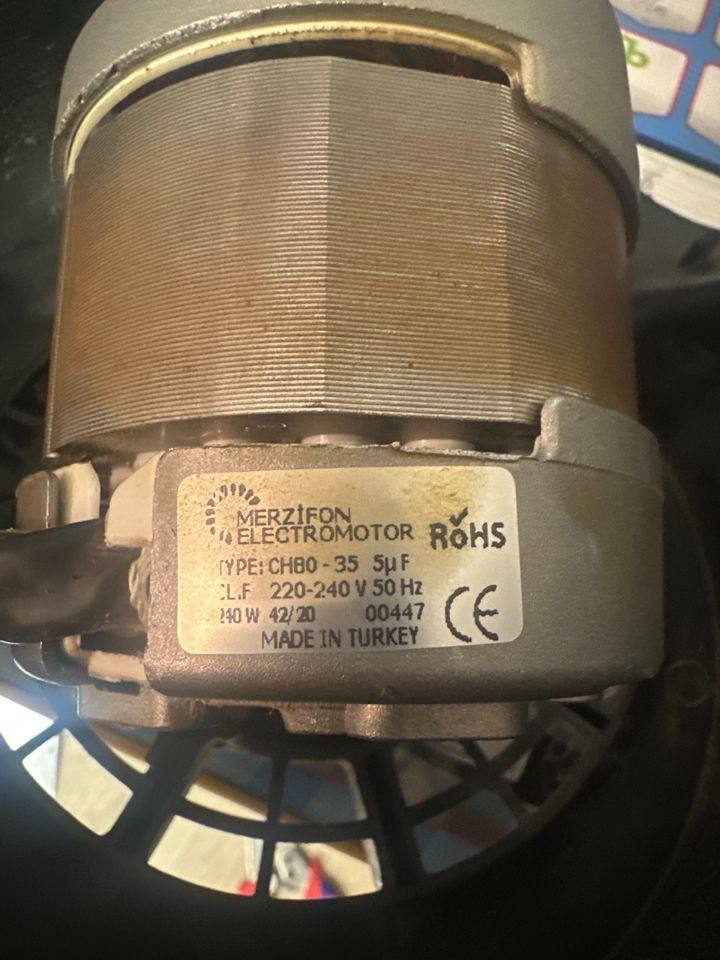 MERZİFON
ELECTROMOTOR
RoHS
TYPE: CH80 - 35 5µF
CL.F 220-240 V 50 Hz
240 W 42/20 00447
CE
MADE IN TURKEY
Ь